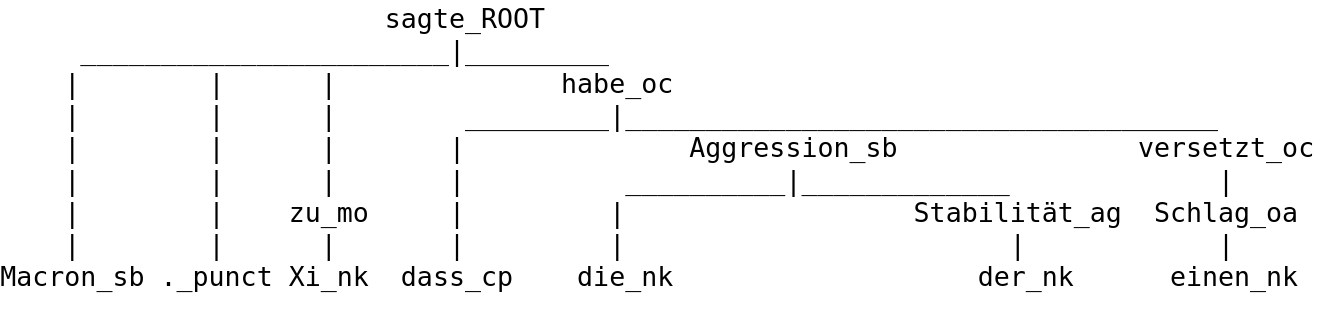 sagte_ROOT
habe_oc
Aggression_sb versetzt_oc
zu_mo Stabilität_ag Schlag_oa
Macron_sb ._punct Xi_nk dass_cp die_nk der_nk einen_nk